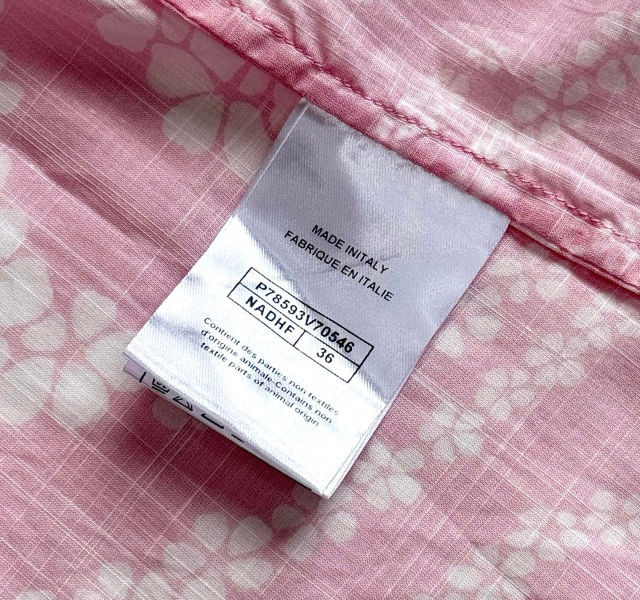 MADE INITALY
FABRIQUE EN ITALIE
P78593V70546
NADHF 36
Contient des parties non textiles
d'origine animale-Contains non
textile parts of animal origin